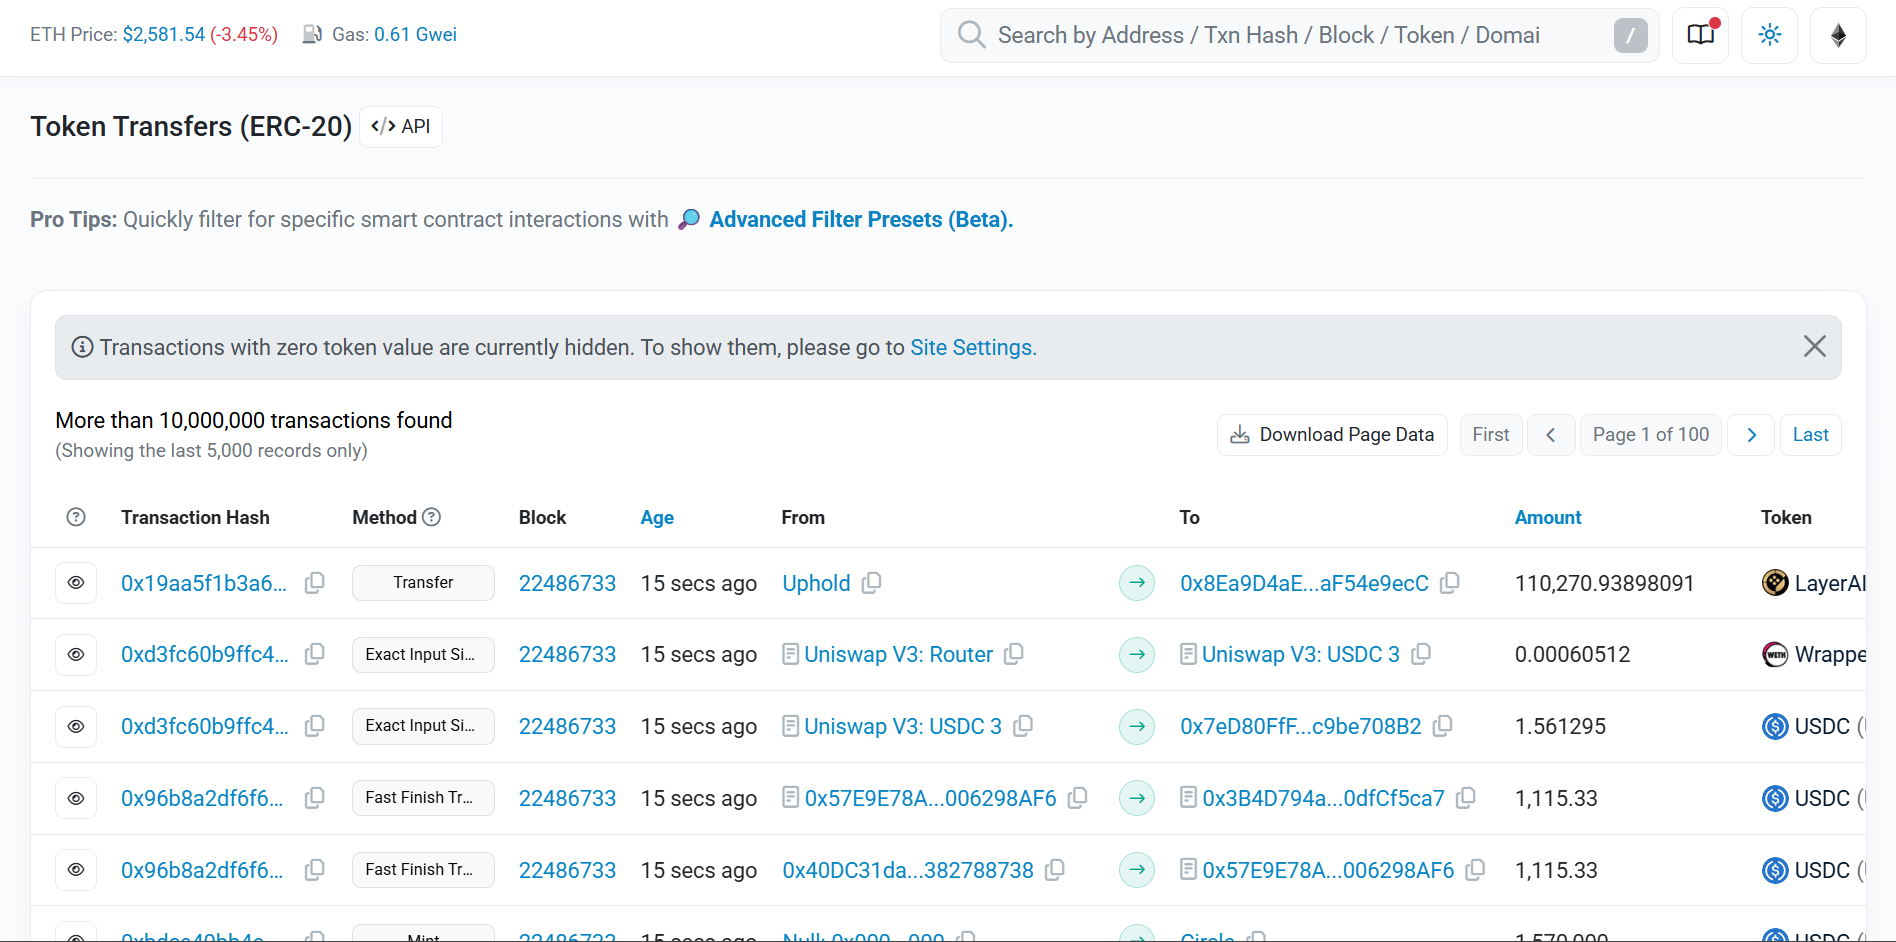 ETH Price: $2,581.54 (-3.45%) Gas: 0.61 Gwei
Search by Address / Txn Hash / Block / Token / Domai /
Token Transfers (ERC-20) </> API
Pro Tips: Quickly filter for specific smart contract interactions with Advanced Filter Presets (Beta).
Transactions with zero token value are currently hidden. To show them, please go to Site Settings.
More than 10,000,000 transactions found
(Showing the last 5,000 records only)
Download Page Data First Page 1 of 100 Last
Transaction Hash Method Block Age From To Amount Token
0x19aa5f1b3a6... Transfer 22486733 15 secs ago Uphold 0x8Ea9D4aE...aF54e9ecC 110,270.93898091 LayerAI
0xd3fc60b9ffc4... Exact Input Si... 22486733 15 secs ago Uniswap V3: Router Uniswap V3: USDC 3 0.00060512 WETH Wrappe
0xd3fc60b9ffc4... Exact Input Si... 22486733 15 secs ago Uniswap V3: USDC 3 0x7eD80FfF...c9be708B2 1.561295 USDC (
0x96b8a2df6f6... Fast Finish Tr... 22486733 15 secs ago 0x57E9E78A...006298AF6 0x3B4D794a...0dfCf5ca7 1,115.33 USDC (
0x96b8a2df6f6... Fast Finish Tr... 22486733 15 secs ago 0x40DC31da...382788738 0x57E9E78A...006298AF6 1,115.33 USDC (
Mint 22486733 15 secs ago Null: 0x000...000 Circle USDC